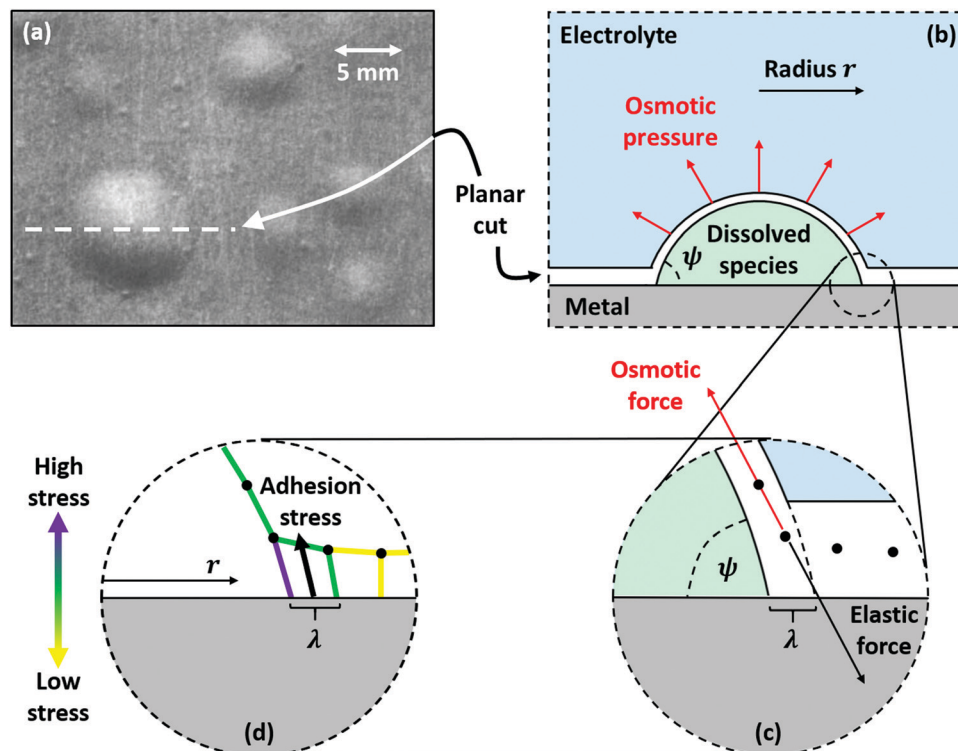 (a)
5 mm
Planar
cut
Electrolyte
(b)
Radius r
Osmotic
pressure
Dissolved
species
ψ
Metal
High
stress
Low
stress
Adhesion
stress
r
λ
(d)
Osmotic
force
ψ
λ
Elastic
force
(c)